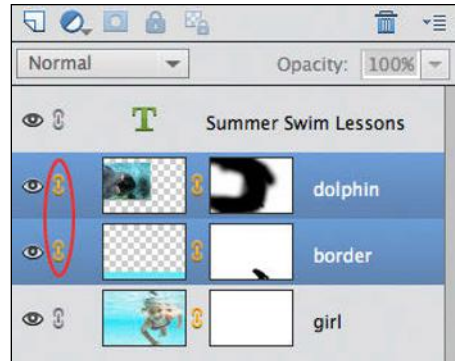 Normal Opacity: 100%
T Summer Swim Lessons
dolphin
border
girl